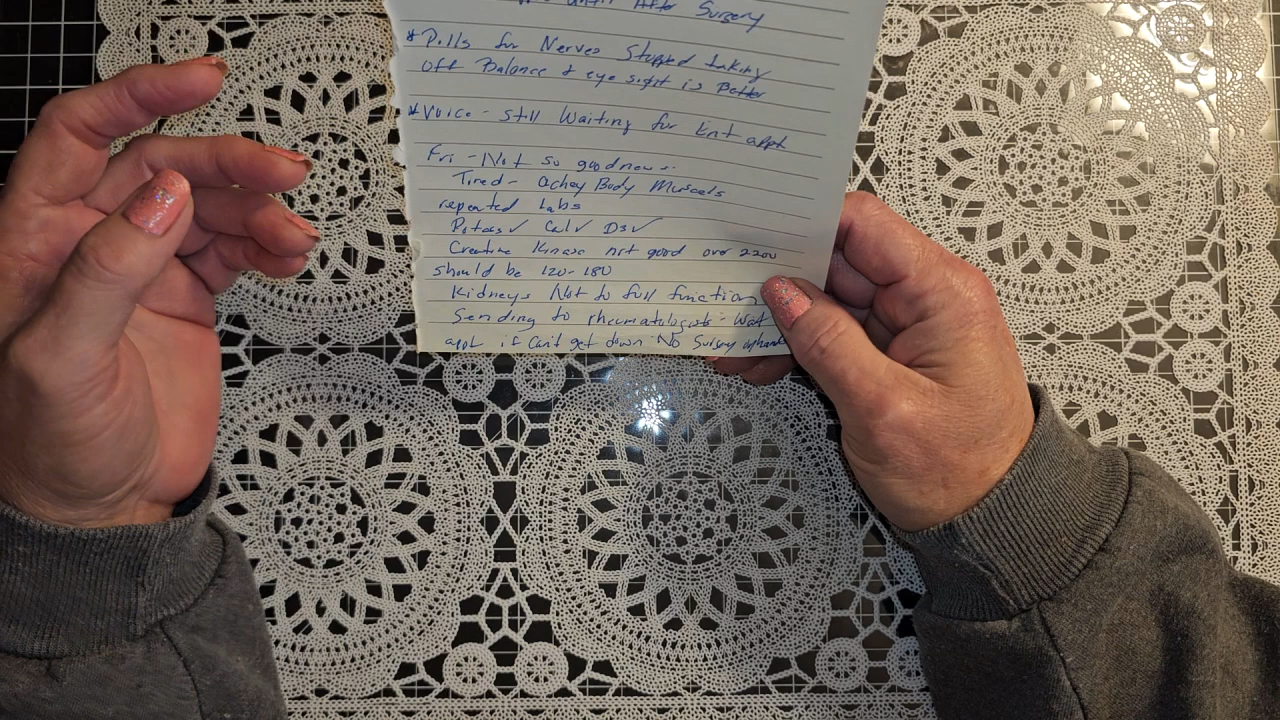 until After Surgery
* Pills for Nerves Stopped taking
off Balance & eye sight is Better
* Voice - Still Waiting for Ent appt
Fri - Not so good news -
Tired - Achey Body Muscels
repeated Labs
Potass ✓ Cal ✓ D3 ✓
Creatine Kinase not good over 2200
should be 120-180
Kidneys Not to full function
Sending to rheumatologist - Wait
appt if Can't get down No Surgery